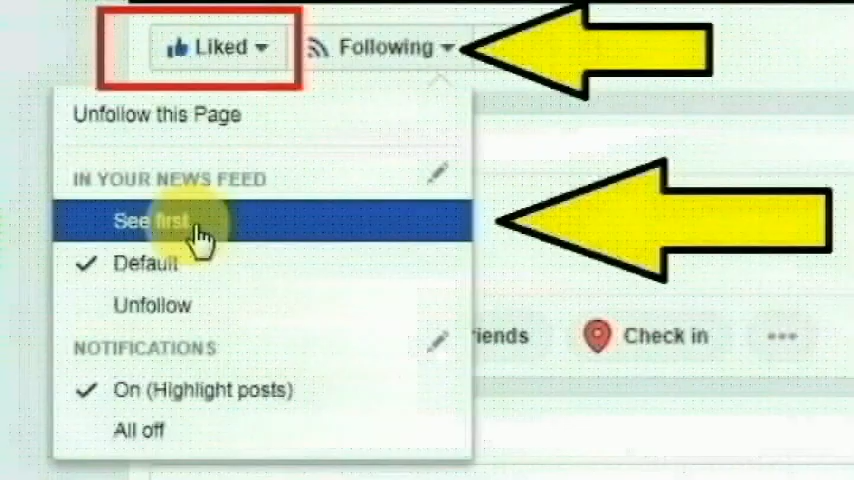 Liked Following
Unfollow this Page
IN YOUR NEWS FEED
See first
Default
Unfollow
NOTIFICATIONS
On (Highlight posts)
All off
riends Check in